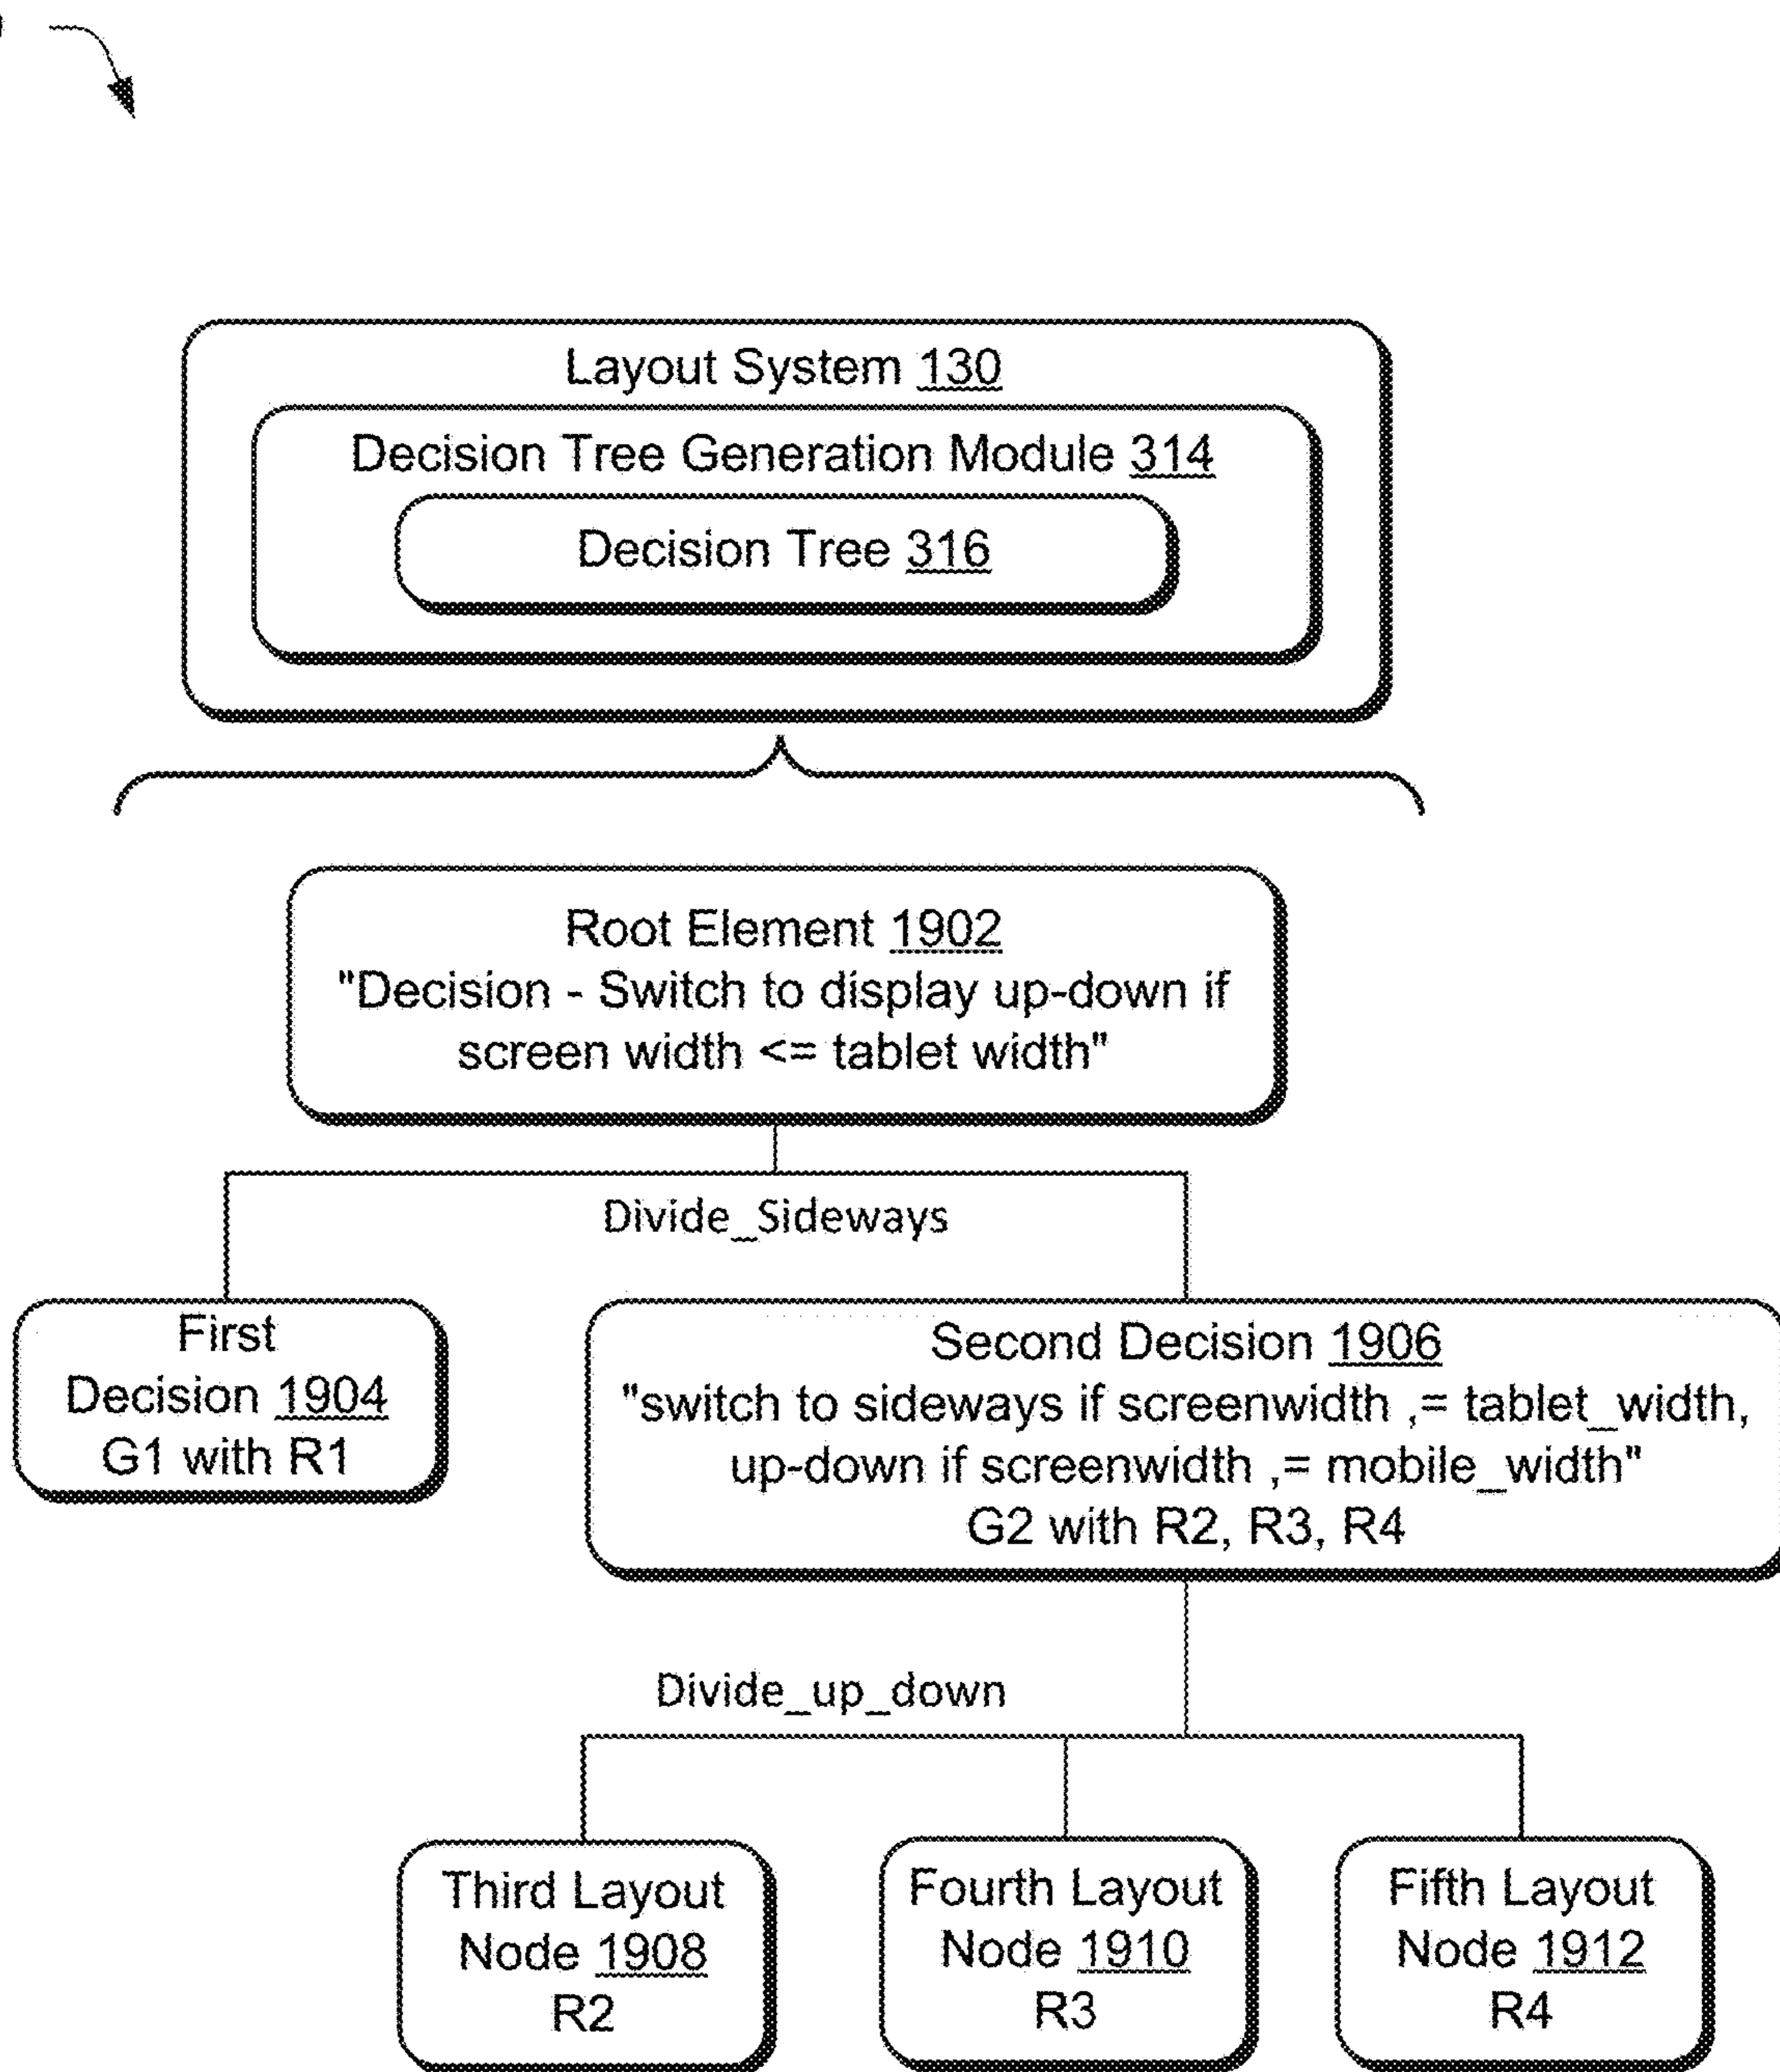 Layout System 130
Decision Tree Generation Module 314
Decision Tree 316
Root Element 1902
"Decision - Switch to display up-down if
screen width <= tablet width"
Divide_Sideways
First
Decision 1904
G1 with R1
Second Decision 1906
"switch to sideways if screenwidth ,= tablet_width,
up-down if screenwidth ,= mobile_width"
G2 with R2, R3, R4
Divide_up_down
Third Layout
Node 1908
R2
Fourth Layout
Node 1910
R3
Fifth Layout
Node 1912
R4